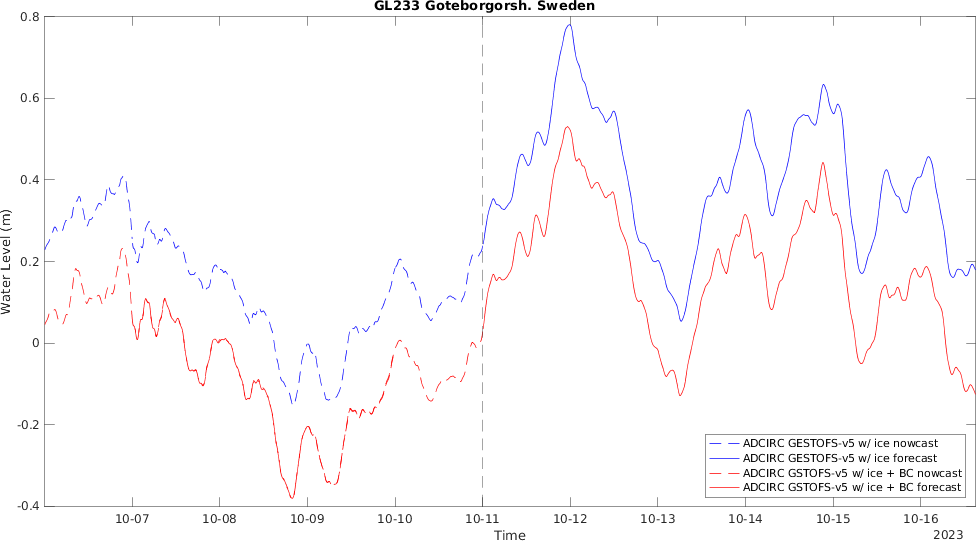 GL233 Goteborgorsh. Sweden
0.8
0.6
0.4
0.2
0
-0.2
-0.4
Water Level (m)
ADCIRC GESTOFS-v5 w/ ice nowcast
ADCIRC GESTOFS-v5 w/ ice forecast
ADCIRC GSTOFS-v5 w/ ice + BC nowcast
ADCIRC GSTOFS-v5 w/ ice + BC forecast
10-07 10-08 10-09 10-10 10-11 10-12 10-13 10-14 10-15 10-16
Time
2023